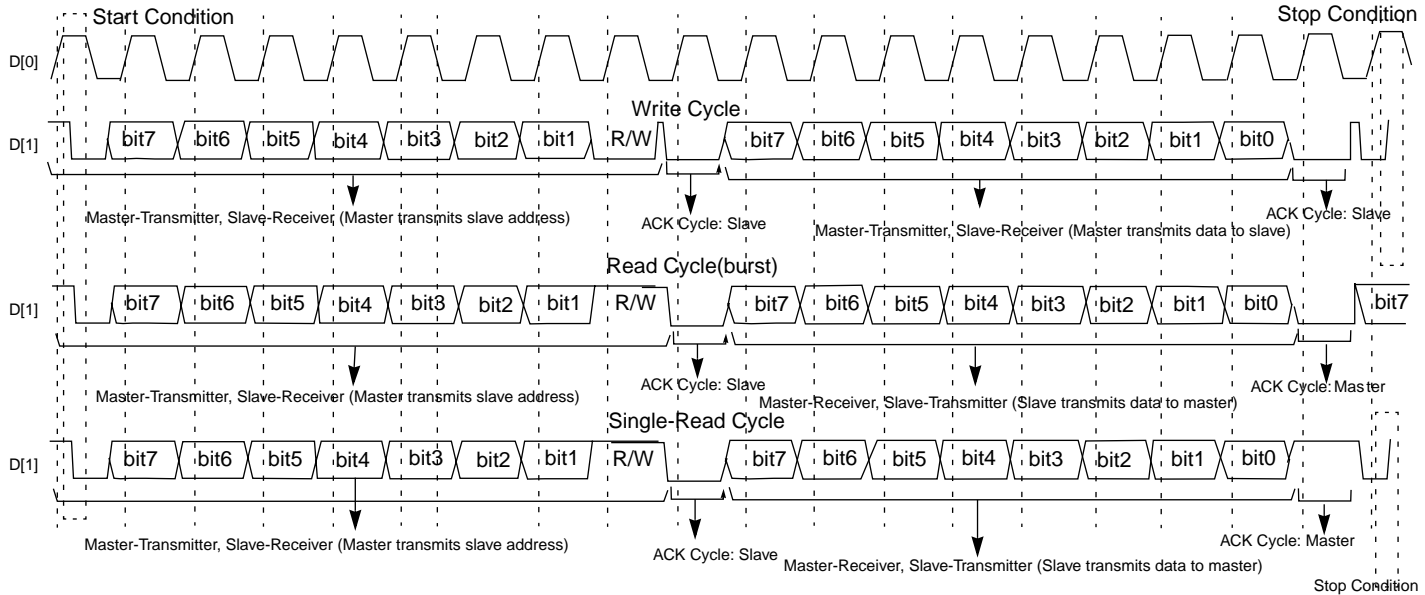 Start Condition
Stop Condition
D[0]
Write Cycle
D[1] bit7 bit6 bit5 bit4 bit3 bit2 bit1 R/W bit7 bit6 bit5 bit4 bit3 bit2 bit1 bit0
Master-Transmitter, Slave-Receiver (Master transmits slave address)
ACK Cycle: Slave
Master-Transmitter, Slave-Receiver (Master transmits data to slave)
ACK Cycle: Slave
Read Cycle(burst)
D[1] bit7 bit6 bit5 bit4 bit3 bit2 bit1 R/W bit7 bit6 bit5 bit4 bit3 bit2 bit1 bit0 bit7
Master-Transmitter, Slave-Receiver (Master transmits slave address)
ACK Cycle: Slave
Master-Receiver, Slave-Transmitter (Slave transmits data to master)
ACK Cycle: Master
Single-Read Cycle
D[1] bit7 bit6 bit5 bit4 bit3 bit2 bit1 R/W bit7 bit6 bit5 bit4 bit3 bit2 bit1 bit0
Master-Transmitter, Slave-Receiver (Master transmits slave address)
ACK Cycle: Slave
Master-Receiver, Slave-Transmitter (Slave transmits data to master)
ACK Cycle: Master
Stop Condition